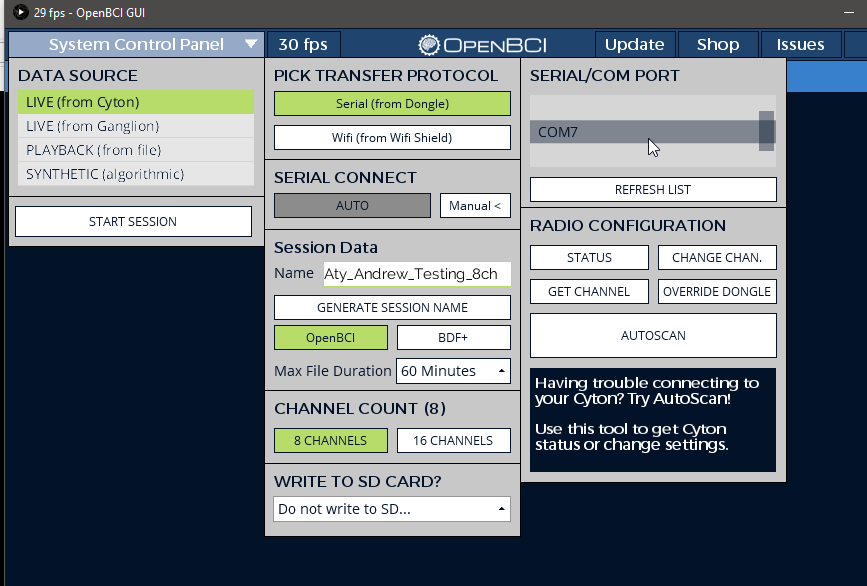 29 fps - OpenBCI GUI
System Control Panel
30 fps
OPENBCI
Update
Shop
Issues
DATA SOURCE
LIVE (from Cyton)
LIVE (from Ganglion)
PLAYBACK (from file)
SYNTHETIC (algorithmic)
START SESSION
PICK TRANSFER PROTOCOL
Serial (from Dongle)
Wifi (from Wifi Shield)
SERIAL CONNECT
AUTO
Manual <
Session Data
Name
Aty_Andrew_Testing_8ch
GENERATE SESSION NAME
OpenBCI
BDF+
Max File Duration
60 Minutes
CHANNEL COUNT (8)
8 CHANNELS
16 CHANNELS
WRITE TO SD CARD?
Do not write to SD...
SERIAL/COM PORT
COM7
REFRESH LIST
RADIO CONFIGURATION
STATUS
CHANGE CHAN.
GET CHANNEL
OVERRIDE DONGLE
AUTOSCAN
Having trouble connecting to
your Cyton? Try AutoScan!
Use this tool to get Cyton
status or change settings.